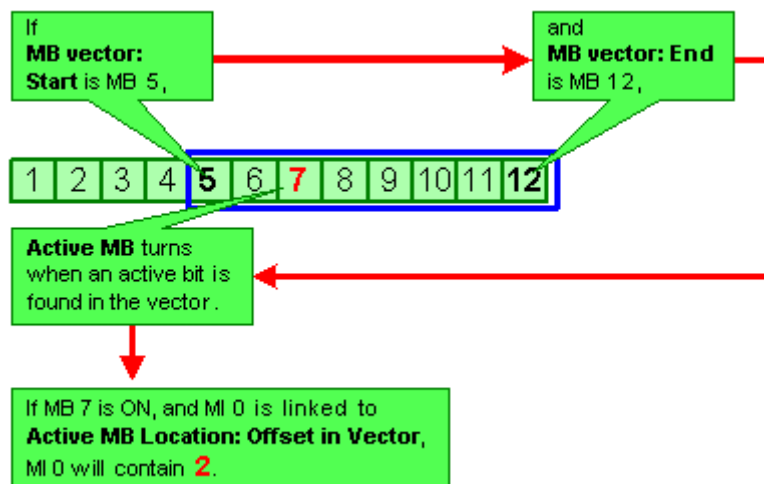 If
MB vector:
Start is MB 5,
and
MB vector: End
is MB 12,
1 2 3 4 5 6 7 8 9 10 11 12
Active MB turns
when an active bit is
found in the vector.
If MB 7 is ON, and MI 0 is linked to
Active MB Location: Offset in Vector,
MI 0 will contain 2.